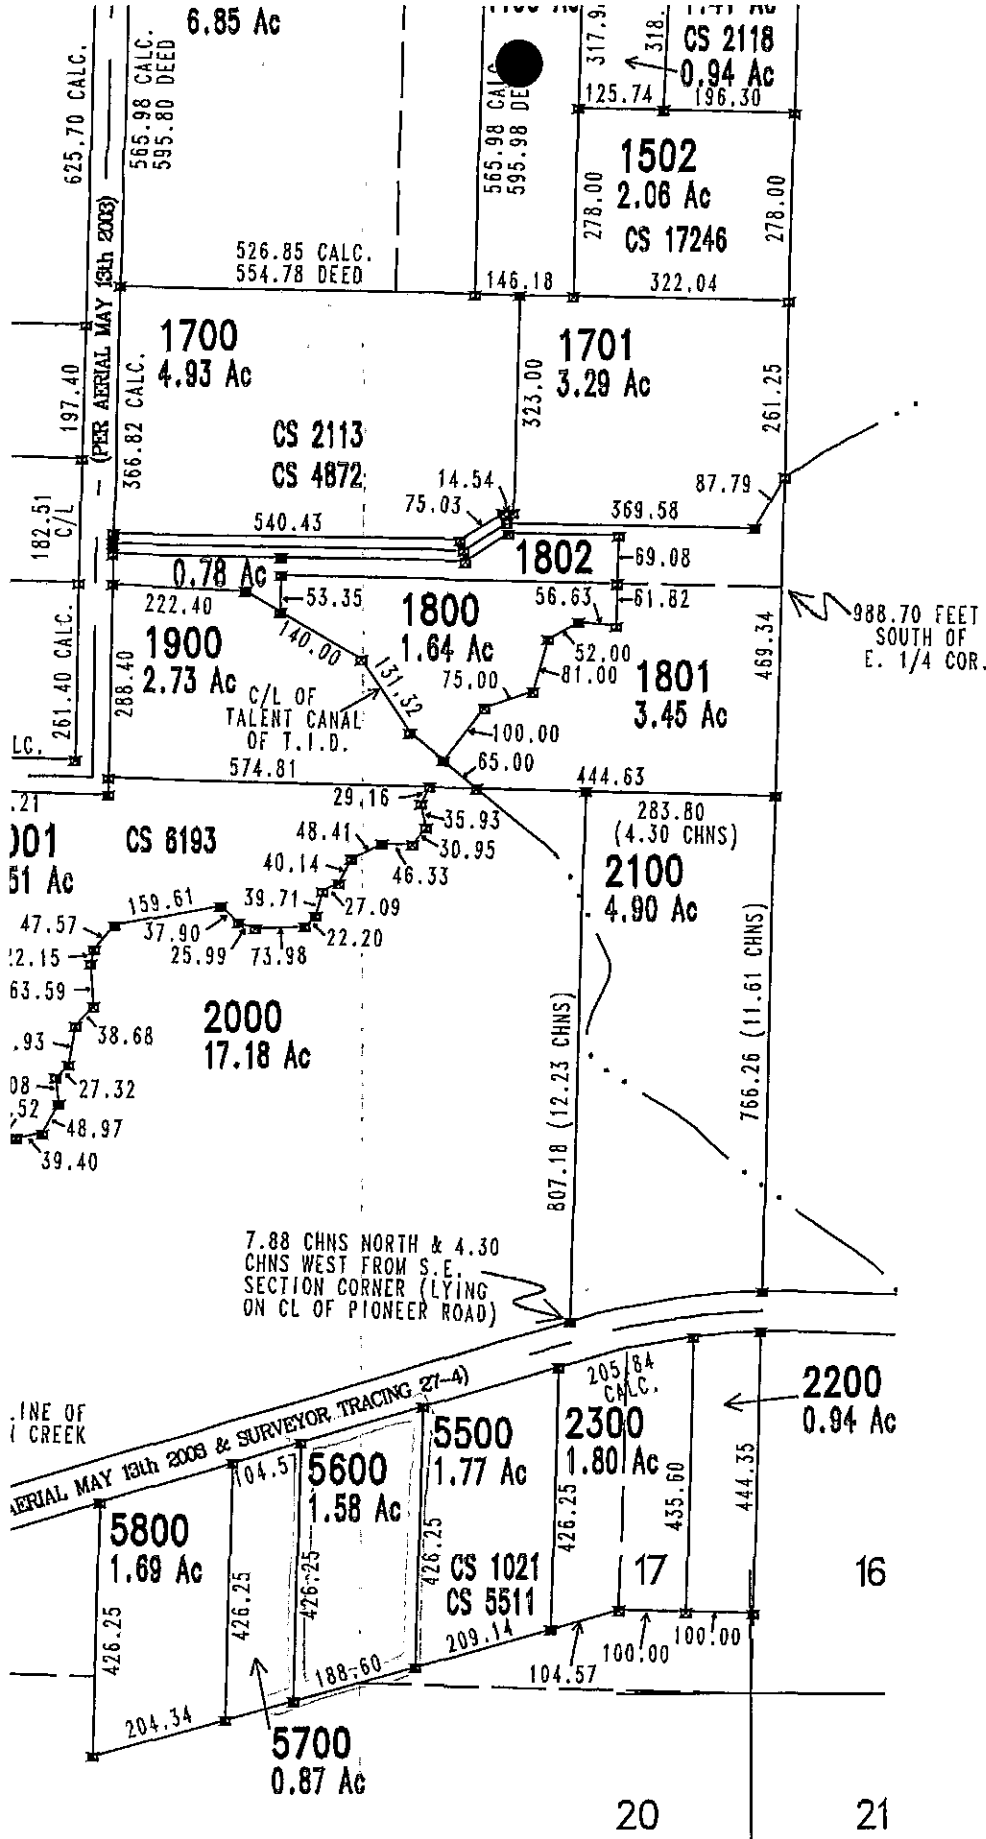 6.85 Ac
CS 2118
0.94 Ac
317.9
318.
125.74
196.30
625.70 CALC.
565.98 CALC.
595.80 DEED
565.98 CALC
595.98 DE
1502
2.06 Ac
CS 17246
278.00
278.00
526.85 CALC.
554.78 DEED
146.18
322.04
(PER AERIAL MAY 13th 2003)
1700
4.93 Ac
1701
3.29 Ac
197.40
366.82 CALC.
323.00
261.25
CS 2113
CS 4872
14.54
75.03
87.79
369.58
540.43
182.51
C/L
1802
69.08
0.78 Ac
222.40
53.35
1800
1.64 Ac
56.63
61.82
988.70 FEET
SOUTH OF
E. 1/4 COR.
140.00
1900
2.73 Ac
52.00
81.00
1801
3.45 Ac
469.34
261.40 CALC.
288.40
131.32
75.00
C/L OF
TALENT CANAL
OF T.I.D.
100.00
65.00
LC.
574.81
444.63
.21
29.16
283.80
(4.30 CHNS)
001
51 Ac
CS 6193
35.93
48.41
30.95
40.14
46.33
2100
4.90 Ac
159.61
39.71
27.09
47.57
37.90
22.20
25.99
73.98
22.15
63.59
2000
17.18 Ac
38.68
.93
807.18 (12.23 CHNS)
766.26 (11.61 CHNS)
08
27.32
.52
48.97
39.40
7.88 CHNS NORTH & 4.30
CHNS WEST FROM S.E.
SECTION CORNER (LYING
ON CL OF PIONEER ROAD)
205.84
CALC.
2200
0.94 Ac
.INE OF
CREEK
AERIAL MAY 13th 2003 & SURVEYOR TRACING 27-4)
5500
1.77 Ac
2300
1.80 Ac
104.57
5600
1.58 Ac
435.60
444.35
5800
1.69 Ac
426.25
426.25
426.25
426.25
426.25
CS 1021
CS 5511
17
16
209.14
100.00
100.00
104.57
188.60
204.34
5700
0.87 Ac
20
21